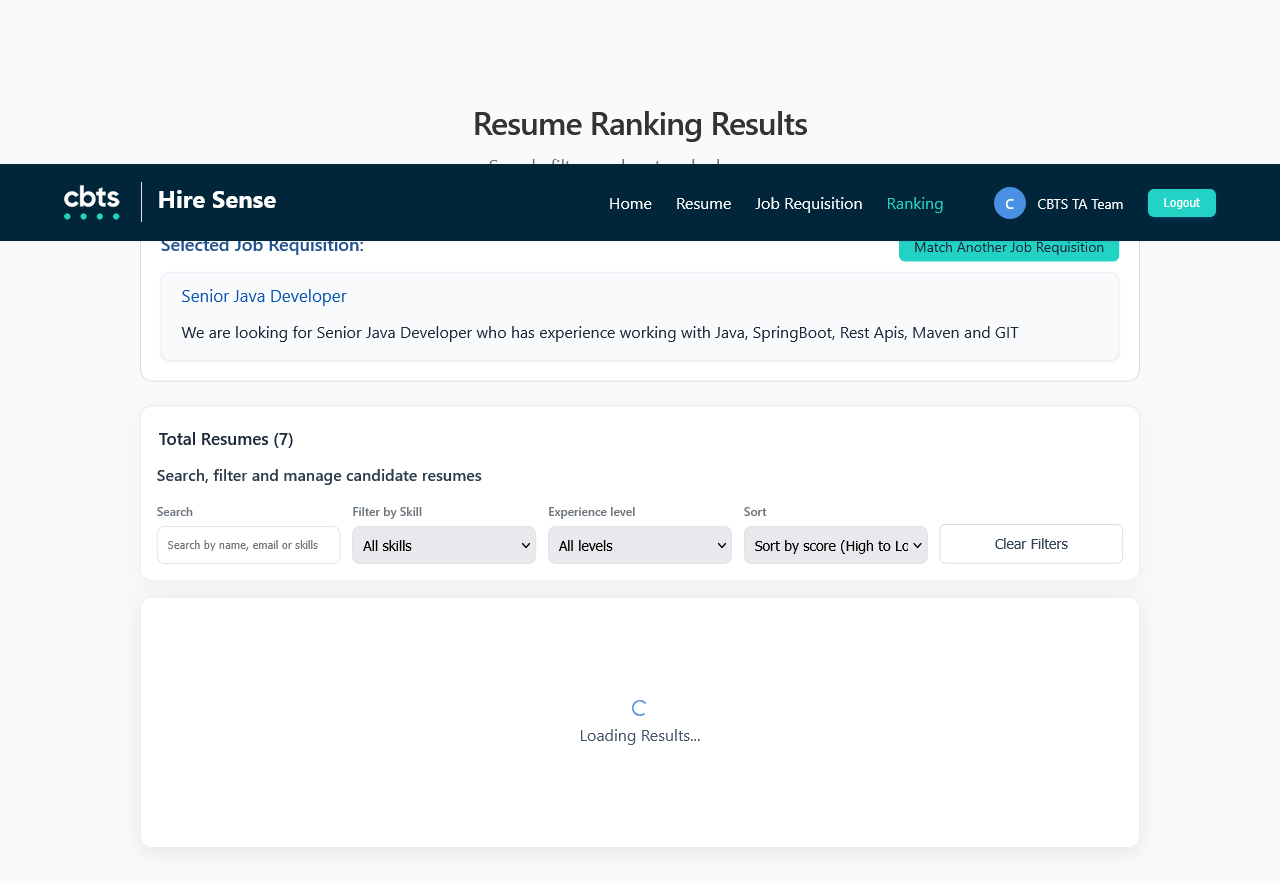 Resume Ranking Results
cbts
Hire Sense
Home
Resume
Job Requisition
Ranking
C
CBTS TA Team
Logout
Selected Job Requisition:
Match Another Job Requisition
Senior Java Developer
We are looking for Senior Java Developer who has experience working with Java, SpringBoot, Rest Apis, Maven and GIT
Total Resumes (7)
Search, filter and manage candidate resumes
Search
Filter by Skill
Experience level
Sort
Search by name, email or skills
All skills
All levels
Sort by score (High to Lo
Clear Filters
Loading Results...